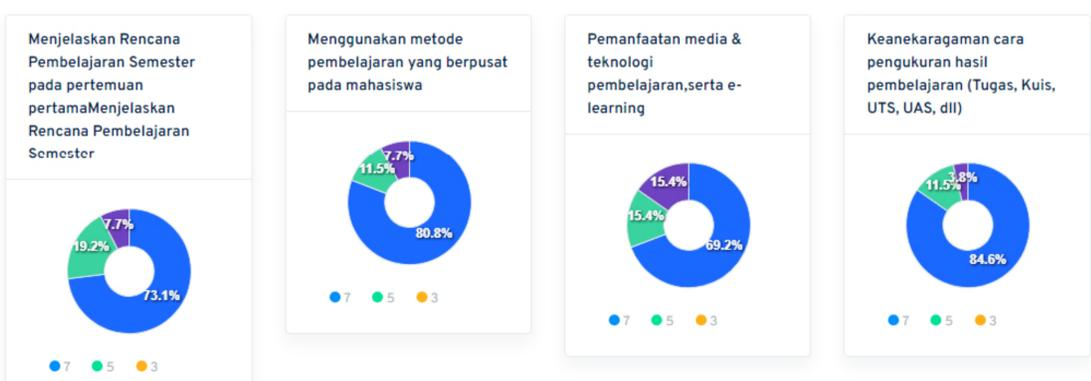 Menjelaskan Rencana
Pembelajaran Semester
pada pertemuan
pertamaMenjelaskan
Rencana Pembelajaran
Semester
7.7%
19.2%
73.1%
7
5
3
Menggunakan metode
pembelajaran yang berpusat
pada mahasiswa
7.7%
11.5%
80.8%
7
5
3
Pemanfaatan media &
teknologi
pembelajaran,serta e-
learning
15.4%
15.4%
69.2%
7
5
3
Keanekaragaman cara
pengukuran hasil
pembelajaran (Tugas, Kuis,
UTS, UAS, dll)
3.8%
11.5%
84.6%
7
5
3